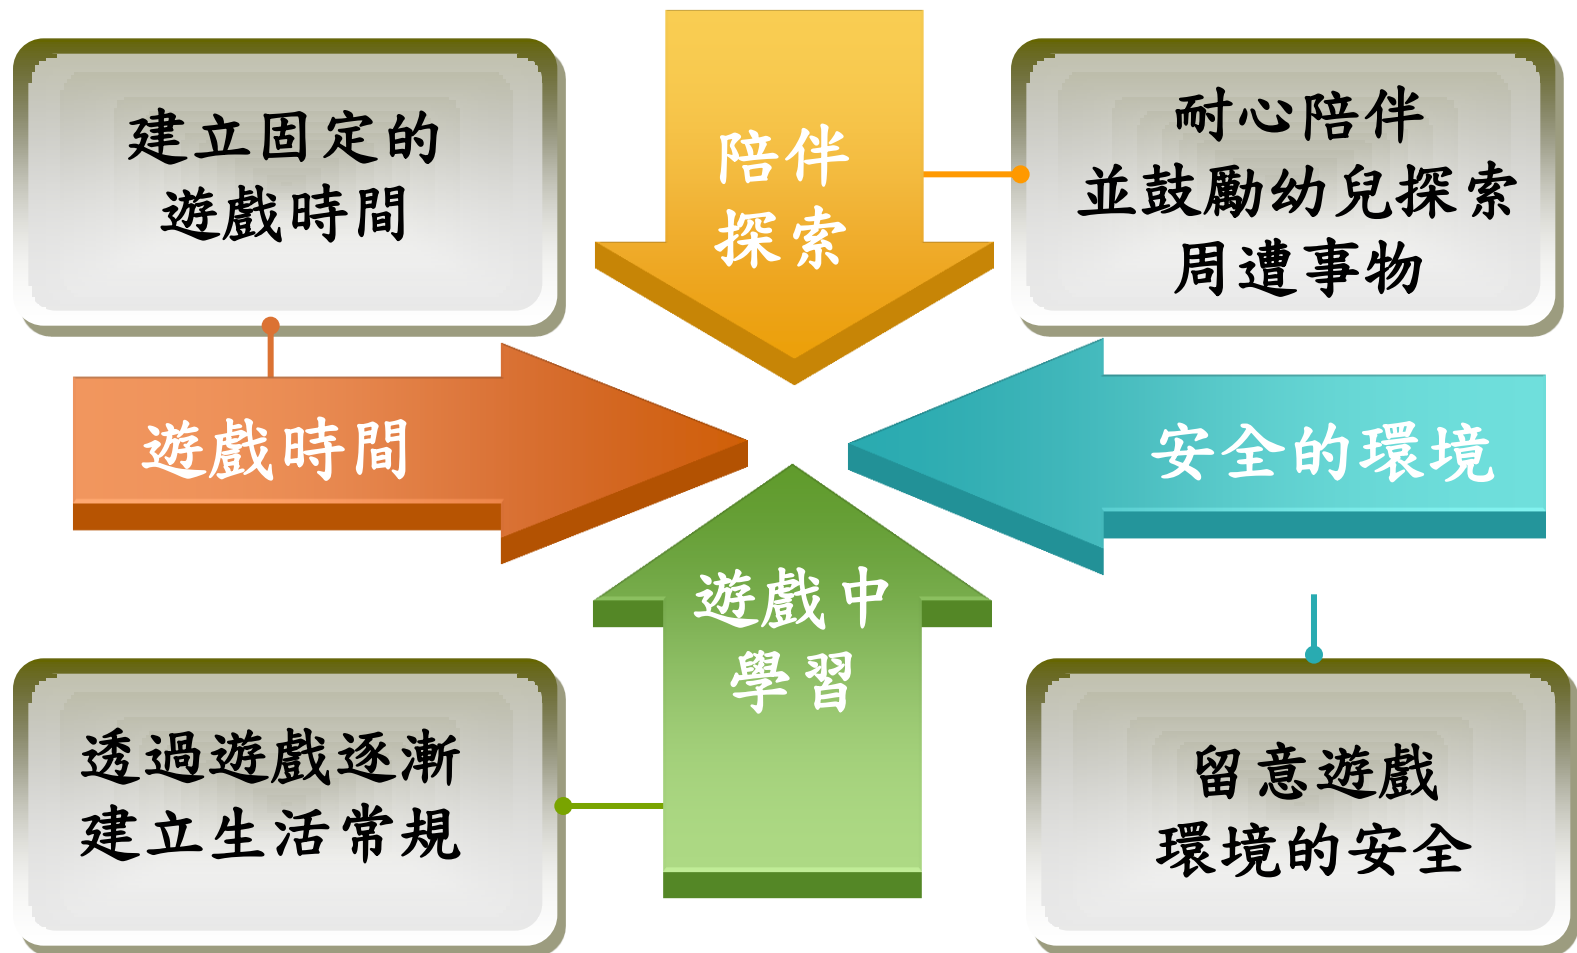 建立固定的
遊戲時間
陪伴
探索
耐心陪伴
並鼓勵幼兒探索
周遭事物
遊戲時間
安全的環境
遊戲中
學習
透過遊戲逐漸
建立生活常規
留意遊戲
環境的安全